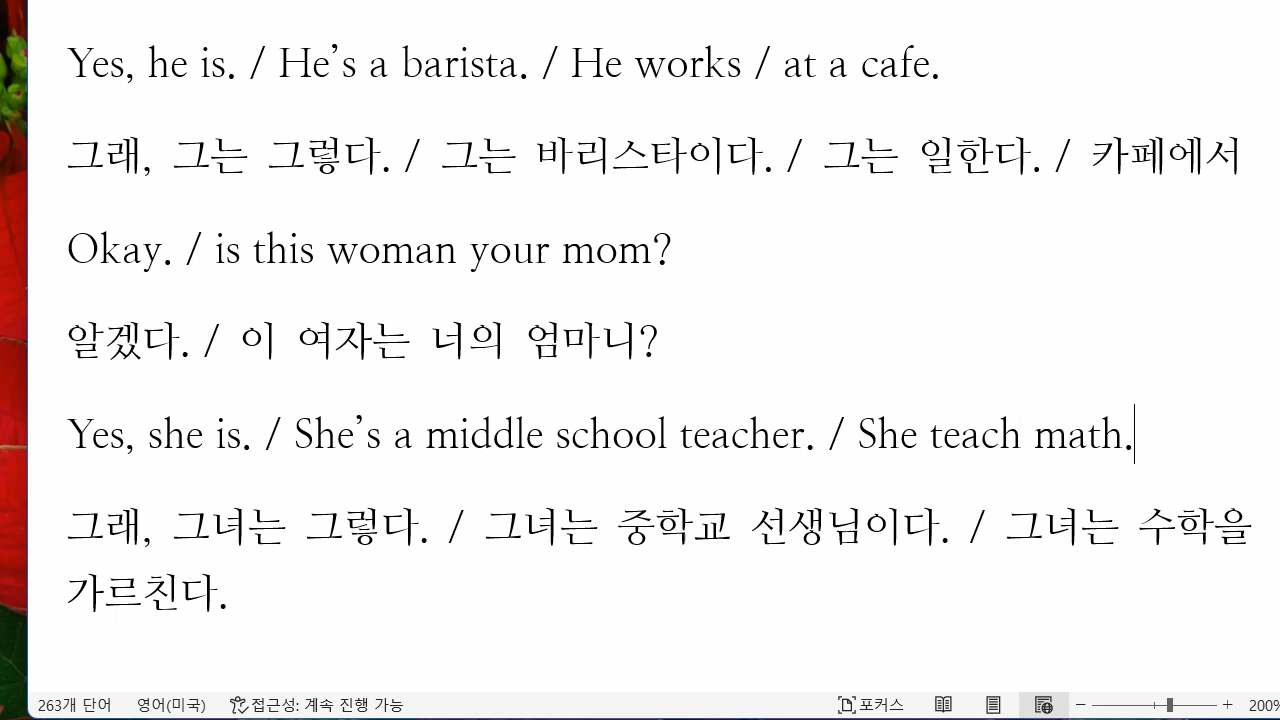 Yes, he is. / He’s a barista. / He works / at a cafe.
그래, 그는 그렇다. / 그는 바리스타이다. / 그는 일한다. / 카페에서
Okay. / is this woman your mom?
알겠다. / 이 여자는 너의 엄마니?
Yes, she is. / She’s a middle school teacher. / She teach math.
그래, 그녀는 그렇다. / 그녀는 중학교 선생님이다. / 그녀는 수학을
가르친다.
263개 단어 영어(미국) 접근성: 계속 진행 가능 포커스 200%